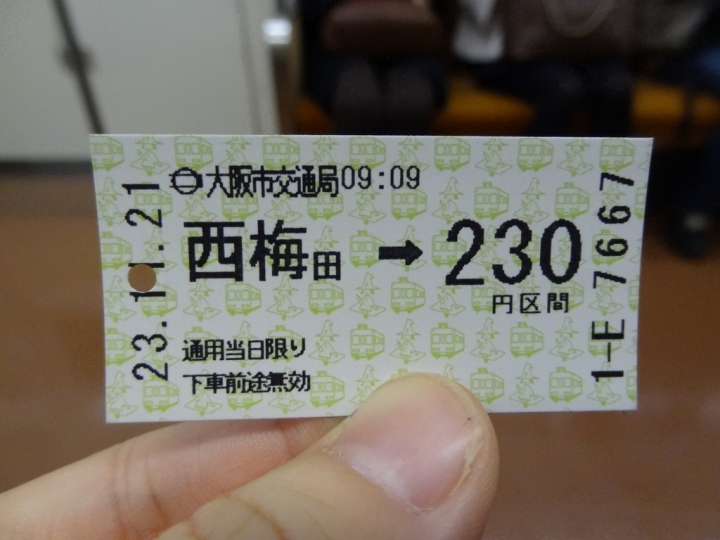 大阪市交通局09:09
西梅田→230
円区間
通用当日限り
下車前途無効
23.11.21
1-E 7667